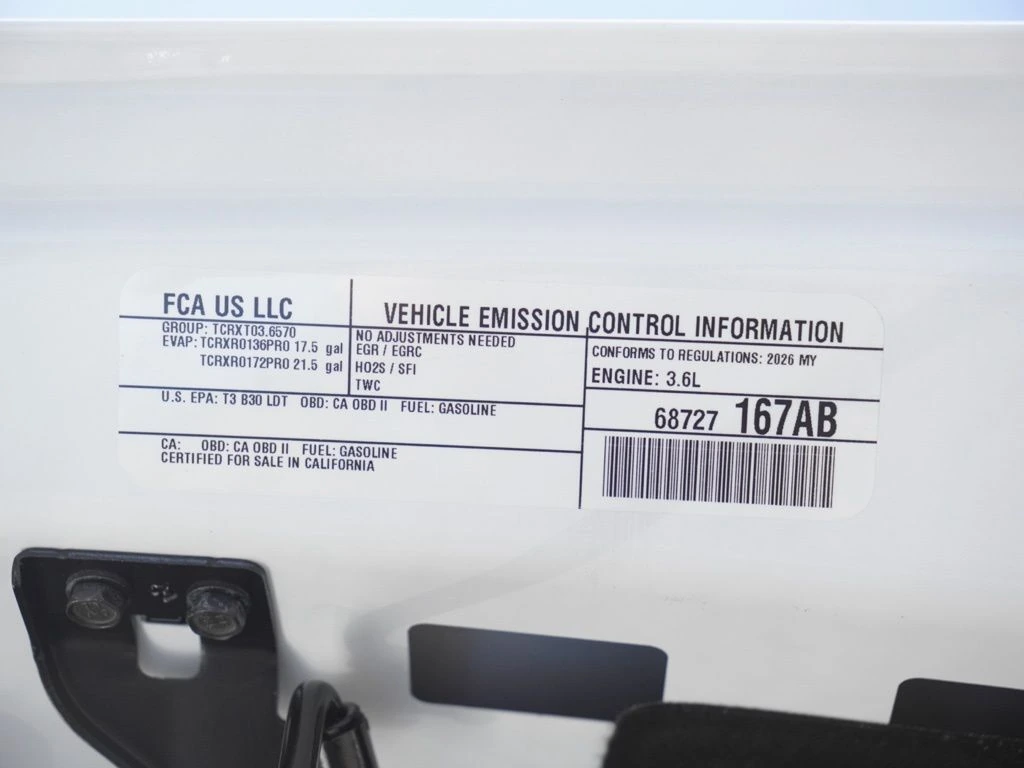 FCA US LLC
VEHICLE EMISSION CONTROL INFORMATION
GROUP: TCRXT03.6570
EVAP: TCRXR0136PR0 17.5 gal
TCRXR0172PR0 21.5 gal
NO ADJUSTMENTS NEEDED
EGR / EGRC
HO2S / SFI
TWC
CONFORMS TO REGULATIONS: 2026 MY
ENGINE: 3.6L
U.S. EPA: T3 B30 LDT OBD: CA OBD II FUEL: GASOLINE
68727 167AB
CA: OBD: CA OBD II FUEL: GASOLINE
CERTIFIED FOR SALE IN CALIFORNIA